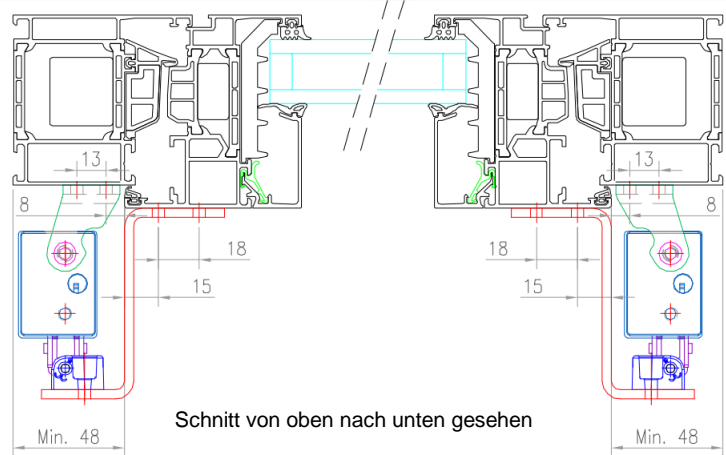 13 13
8 8
18 18
15 15
Schnitt von oben nach unten gesehen
Min. 48 Min. 48